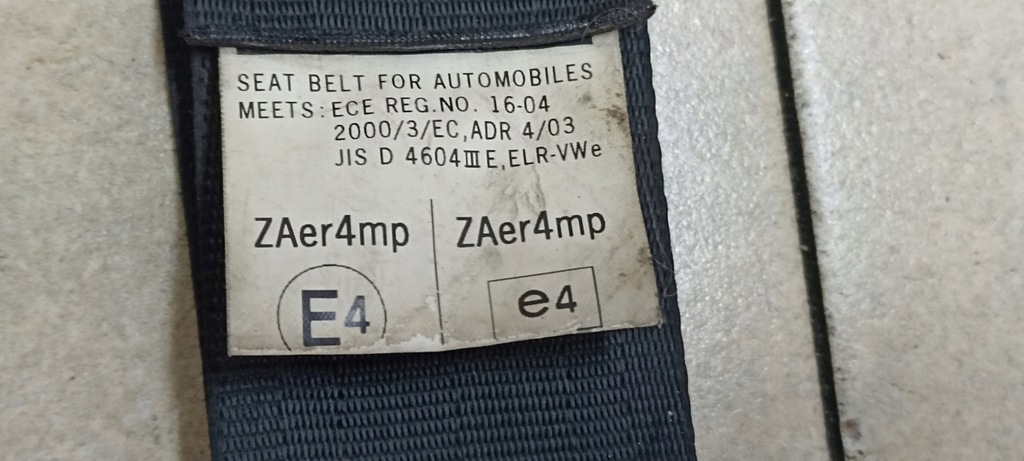 SEAT BELT FOR AUTOMOBILES
MEETS: ECE REG.NO. 16-04
2000/3/EC, ADR 4/03
JIS D 4604ⅢE, ELR-VWe
ZAer4mp ZAer4mp
E4 e4